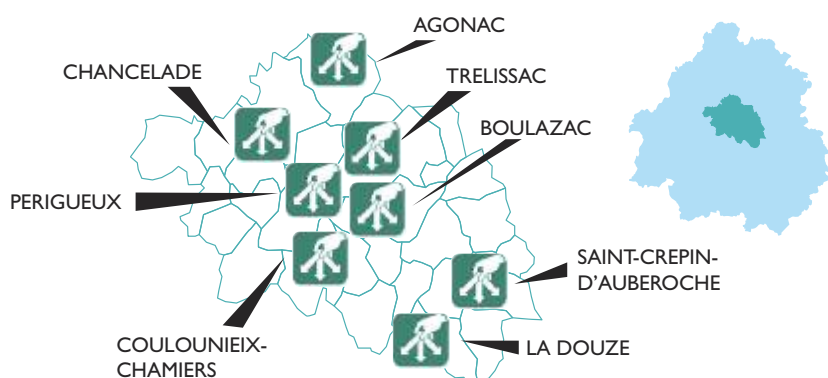 AGONAC
CHANCELADE
TRELISSAC
BOULAZAC
PERIGUEUX
SAINT-CREPIN-
D'AUBEROCHE
COULOUNIEIX-
CHAMIERS
LA DOUZE